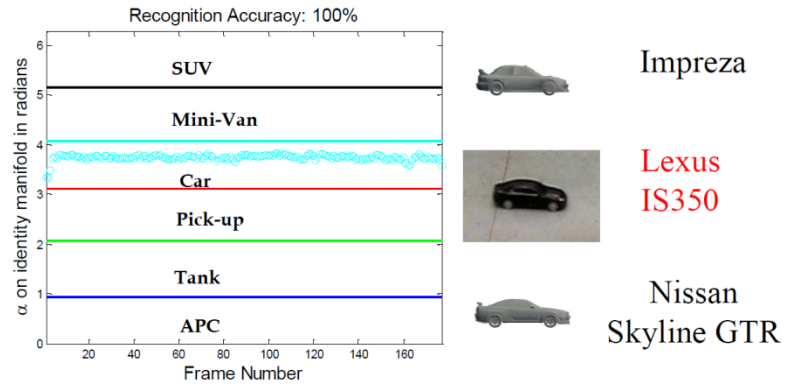 Recognition Accuracy: 100%
α on identity manifold in radians
6
5
4
3
2
1
0
SUV
Mini-Van
Car
Pick-up
Tank
APC
20 40 60 80 100 120 140 160
Frame Number
Impreza
Lexus
IS350
Nissan
Skyline GTR